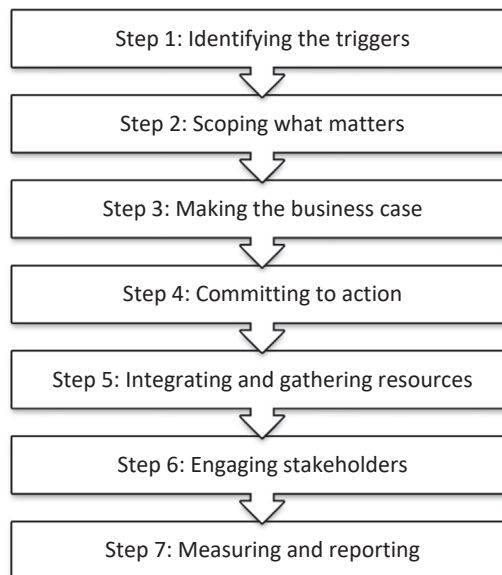 Step 1: Identifying the triggers
Step 2: Scoping what matters
Step 3: Making the business case
Step 4: Committing to action
Step 5: Integrating and gathering resources
Step 6: Engaging stakeholders
Step 7: Measuring and reporting